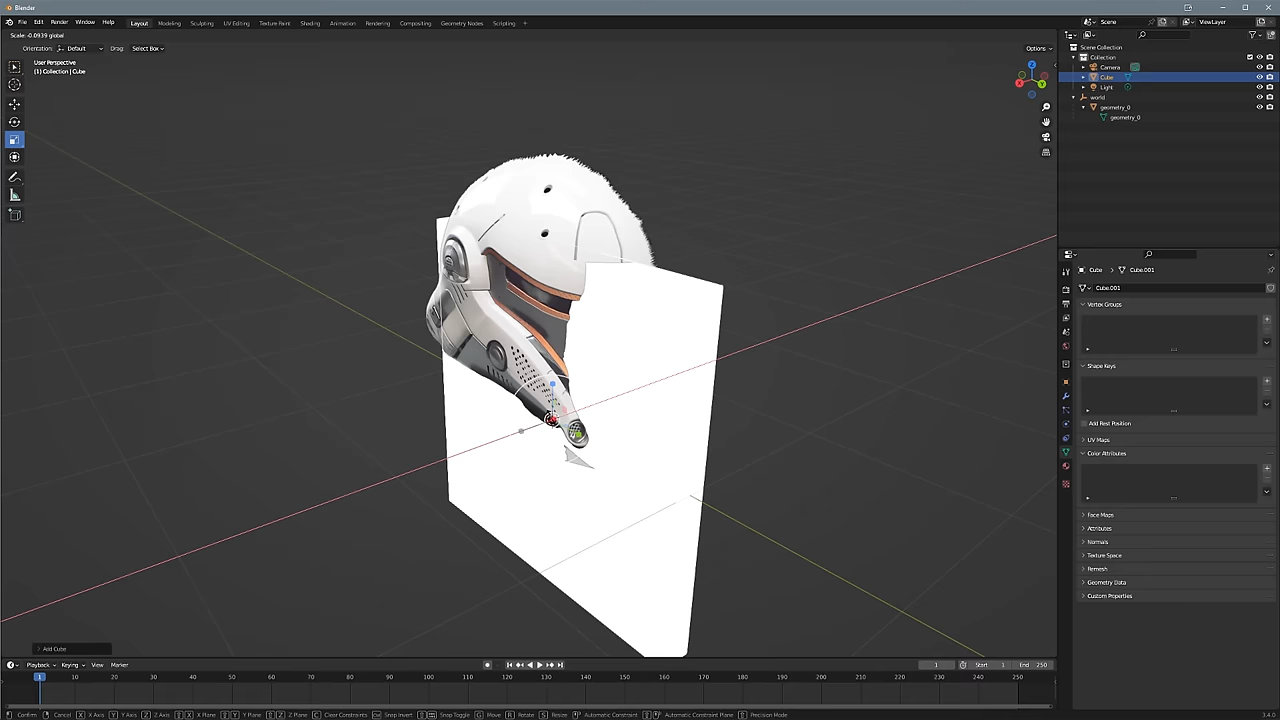 Blender
File Edit Render Window Help Layout Modeling Sculpting UV Editing Texture Paint Shading Animation Rendering Compositing Geometry Nodes Scripting + Scene ViewLayer
Scale: -0.0939 global
Orientation: Default Drag: Select Box Options
User Perspective
(1) Collection | Cube
Z
X
Y
Scene Collection
Collection
Camera
Cube
Light
world
geometry_0
geometry_0
Cube > Cube.001
Cube.001
Vertex Groups
Shape Keys
Add Rest Position
UV Maps
Color Attributes
Face Maps
Attributes
Normals
Texture Space
Remesh
Geometry Data
Custom Properties
Add Cube
Playback Keying View Marker 1 Start 1 End 250
1 10 20 30 40 50 60 70 80 90 100 110 120 130 140 150 160 170 180 190 200 210 220 230 240 250
Confirm Cancel X X Axis Y Y Axis Z Z Axis X X Plane Y Y Plane Z Z Plane C Clear Constraints Snap Invert Snap Toggle G Move R Rotate S Resize Automatic Constraint Automatic Constraint Plane Precision Mode 3.4.0